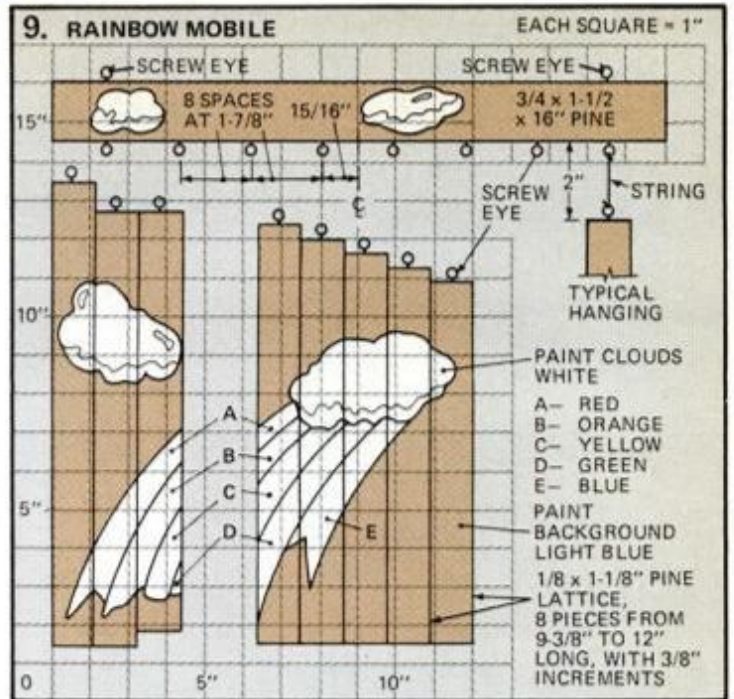 9. RAINBOW MOBILE
EACH SQUARE = 1"
SCREW EYE
SCREW EYE
8 SPACES
AT 1-7/8"
15/16"
3/4 x 1-1/2
x 16" PINE
15"
2"
SCREW
EYE
STRING
℄
TYPICAL
HANGING
10"
PAINT CLOUDS
WHITE
A— RED
B— ORANGE
C— YELLOW
D— GREEN
E— BLUE
A
B
C
D
E
5"
PAINT
BACKGROUND
LIGHT BLUE
1/8 x 1-1/8" PINE
LATTICE,
8 PIECES FROM
9-3/8" TO 12"
LONG, WITH 3/8"
INCREMENTS
0
5"
10"